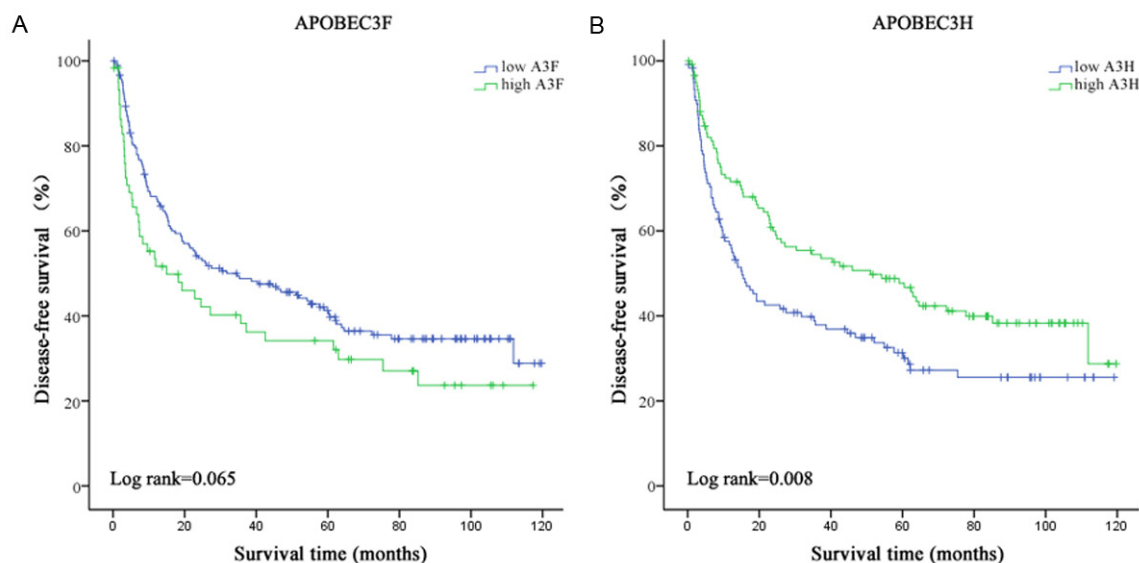 A
APOBEC3F
low A3F
high A3F
Disease-free survival (%)
100
80
60
40
20
0
Log rank=0.065
0 20 40 60 80 100 120
Survival time (months)
B
APOBEC3H
low A3H
high A3H
Disease-free survival (%)
100
80
60
40
20
0
Log rank=0.008
0 20 40 60 80 100 120
Survival time (months)